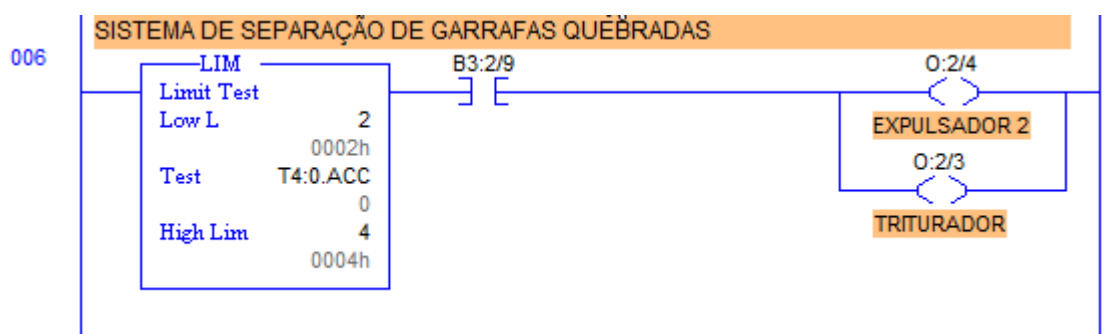 SISTEMA DE SEPARAÇÃO DE GARRAFAS QUEBRADAS
006
LIM
Limit Test
Low L 2
0002h
Test T4:0.ACC
0
High Lim 4
0004h
B3:2/9
O:2/4
EXPULSADOR 2
O:2/3
TRITURADOR